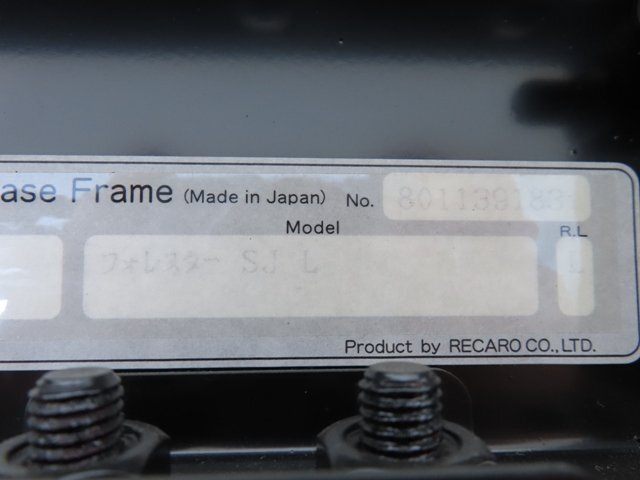 ase Frame (Made in Japan) No. 801139183
Model R.L
フォレスター SJ L L
Product by RECARO CO.,LTD.